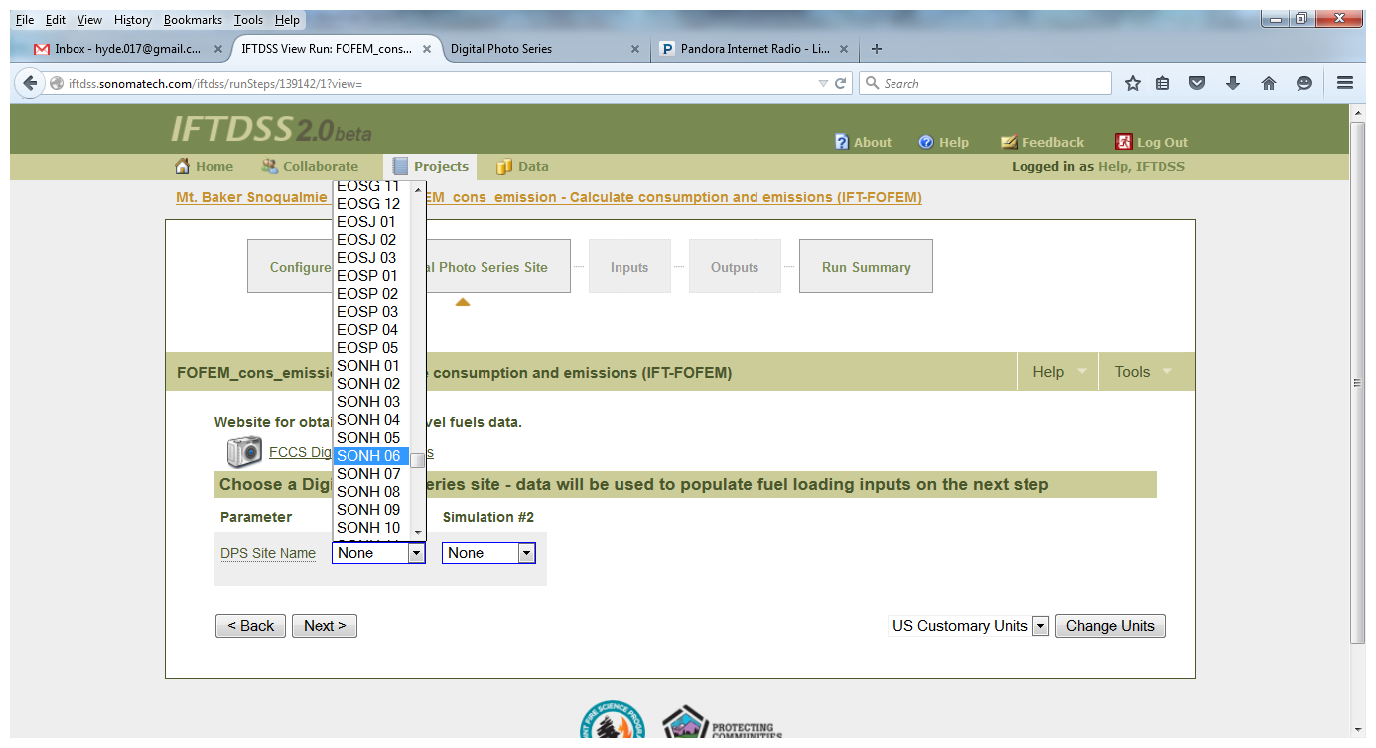 File Edit View History Bookmarks Tools Help
Inbox - hyde.017@gmail.c... × IFTDSS View Run: FOFEM_cons... × Digital Photo Series × Pandora Internet Radio - Li... × +
iftdss.sonomatech.com/iftdss/runSteps/139142/1?view= Search
IFTDSS 2.0 beta
About Help Feedback Log Out
Home Collaborate Projects Data Logged in as Help, IFTDSS
Mt. Baker Snoqualmie EM_cons_emission - Calculate consumption and emissions (IFT-FOFEM)
Configure al Photo Series Site Inputs Outputs Run Summary
FOFEM_cons_emissi consumption and emissions (IFT-FOFEM) Help Tools
Website for obtai vel fuels data.
FCCS Dig s
Choose a Digi eries site - data will be used to populate fuel loading inputs on the next step
Parameter Simulation #2
EOSG 11
EOSG 12
EOSJ 01
EOSJ 02
EOSJ 03
EOSP 01
EOSP 02
EOSP 03
EOSP 04
EOSP 05
SONH 01
SONH 02
SONH 03
SONH 04
SONH 05
SONH 06
SONH 07
SONH 08
SONH 09
SONH 10
DPS Site Name None None
< Back Next > US Customary Units Change Units
PROTECTING
COMMUNITIES